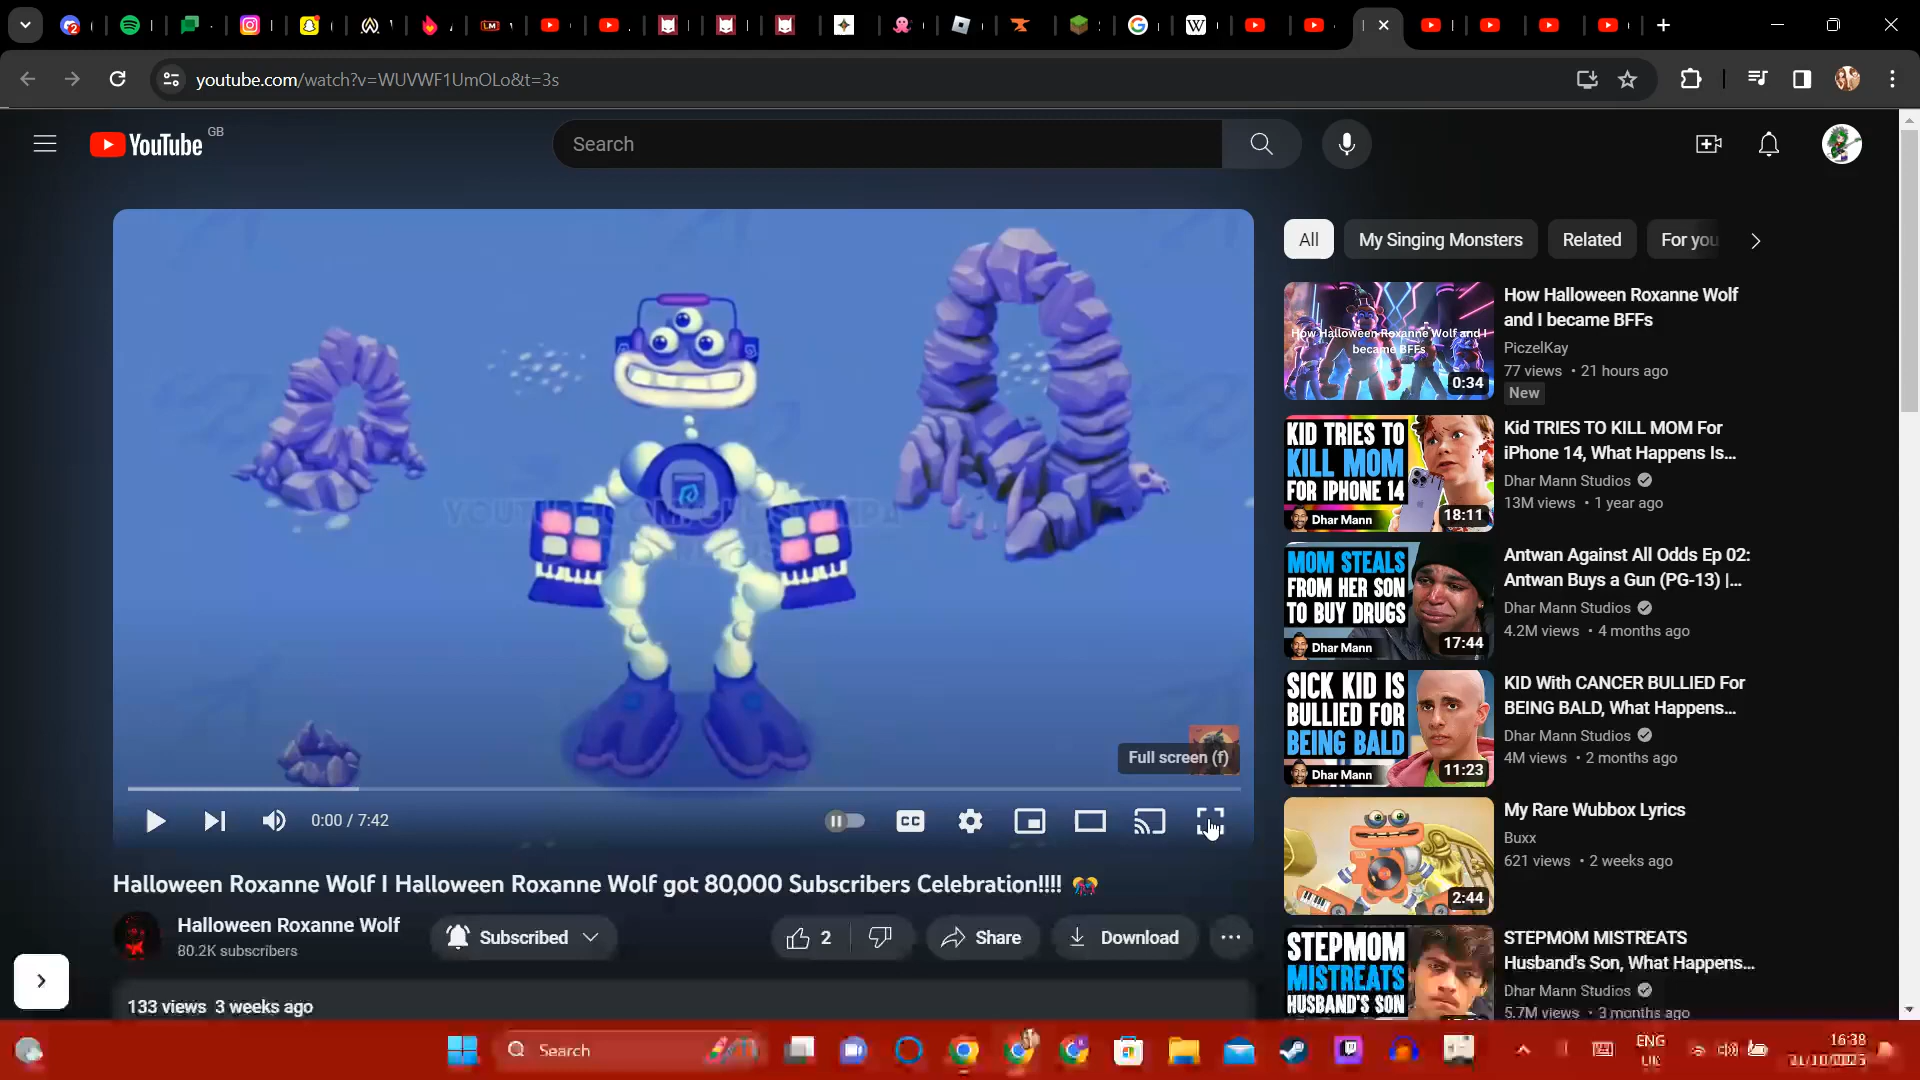 youtube.com/watch?v=WUVWF1UmOLo&t=3s
YouTube GB
Search
All
My Singing Monsters
Related
For you
How Halloween Roxanne Wolf and I became BFFs
0:34
How Halloween Roxanne Wolf
and I became BFFs
PiczelKay
77 views • 21 hours ago
New
KID TRIES TO
KILL MOM
FOR IPHONE 14
Dhar Mann
18:11
Kid TRIES TO KILL MOM For
iPhone 14, What Happens Is...
Dhar Mann Studios
13M views • 1 year ago
MOM STEALS
FROM HER SON
TO BUY DRUGS
Dhar Mann
17:44
Antwan Against All Odds Ep 02:
Antwan Buys a Gun (PG-13) |...
Dhar Mann Studios
4.2M views • 4 months ago
SICK KID IS
BULLIED FOR
BEING BALD
Dhar Mann
11:23
KID With CANCER BULLIED For
BEING BALD, What Happens...
Dhar Mann Studios
4M views • 2 months ago
2:44
My Rare Wubbox Lyrics
Buxx
621 views • 2 weeks ago
STEPMOM
MISTREATS
HUSBAND'S SON
STEPMOM MISTREATS
Husband's Son, What Happens...
Dhar Mann Studios
5.7M views • 3 months ago
Full screen (f)
0:00 / 7:42
CC
Halloween Roxanne Wolf I Halloween Roxanne Wolf got 80,000 Subscribers Celebration!!!!
Halloween Roxanne Wolf
80.2K subscribers
Subscribed
2
Share
Download
133 views 3 weeks ago
Search
ENG
UK
16:38